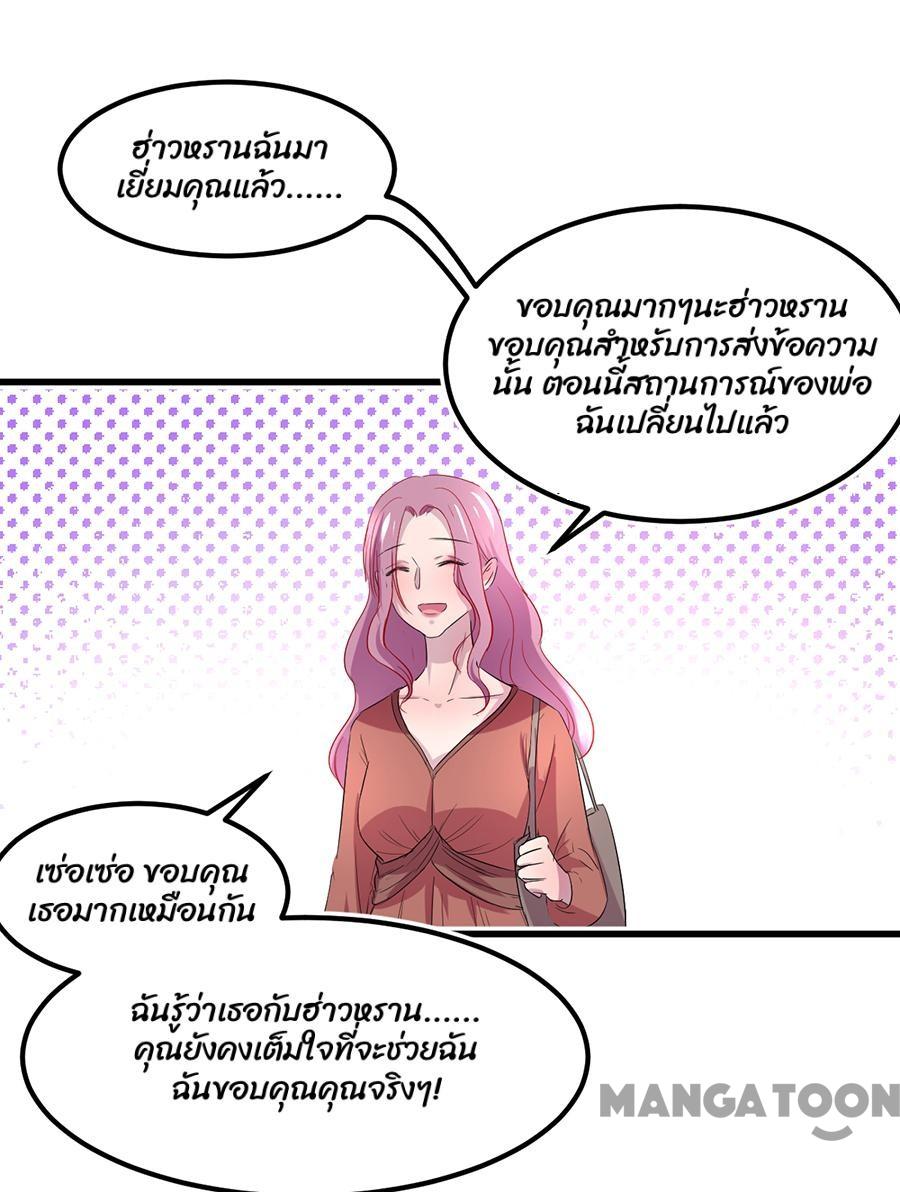 ฮ่าวหรานฉันมา
เยี่ยมคุณแล้ว......
ขอบคุณมากๆนะฮ่าวหราน
ขอบคุณสำหรับการส่งข้อความ
นั้น ตอนนี้สถานการณ์ของพ่อ
ฉันเปลี่ยนไปแล้ว
เซ่อเซ่อ ขอบคุณ
เธอมากเหมือนกัน
ฉันรู้ว่าเธอกับฮ่าวหราน......
คุณยังคงเต็มใจที่จะช่วยฉัน
ฉันขอบคุณคุณจริงๆ!
MANGATOON